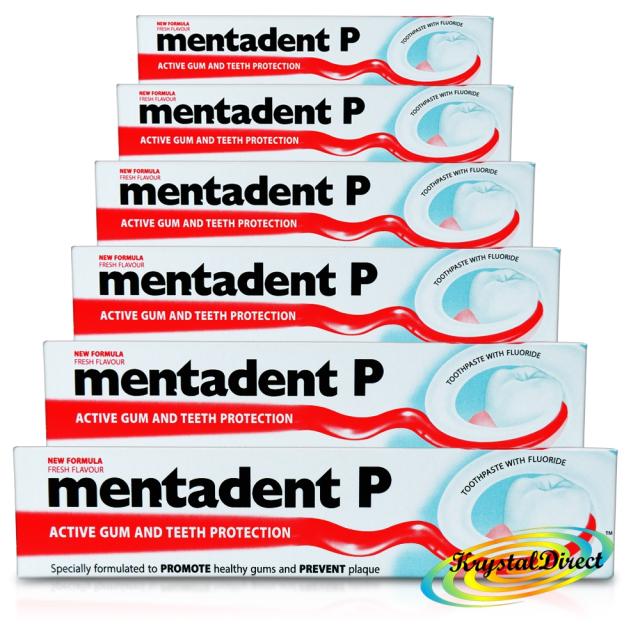 NEW FORMULA
FRESH FLAVOUR
mentadent P
TOOTHPASTE WITH FLUORIDE
ACTIVE GUM AND TEETH PROTECTION
NEW FORMULA
FRESH FLAVOUR
mentadent P
TOOTHPASTE WITH FLUORIDE
ACTIVE GUM AND TEETH PROTECTION
NEW FORMULA
FRESH FLAVOUR
mentadent P
TOOTHPASTE WITH FLUORIDE
ACTIVE GUM AND TEETH PROTECTION
NEW FORMULA
FRESH FLAVOUR
mentadent P
TOOTHPASTE WITH FLUORIDE
ACTIVE GUM AND TEETH PROTECTION
NEW FORMULA
FRESH FLAVOUR
mentadent P
TOOTHPASTE WITH FLUORIDE
ACTIVE GUM AND TEETH PROTECTION
NEW FORMULA
FRESH FLAVOUR
mentadent P
TOOTHPASTE WITH FLUORIDE
ACTIVE GUM AND TEETH PROTECTION
Specially formulated to PROMOTE healthy gums and PREVENT plaque
KrystalDirect™